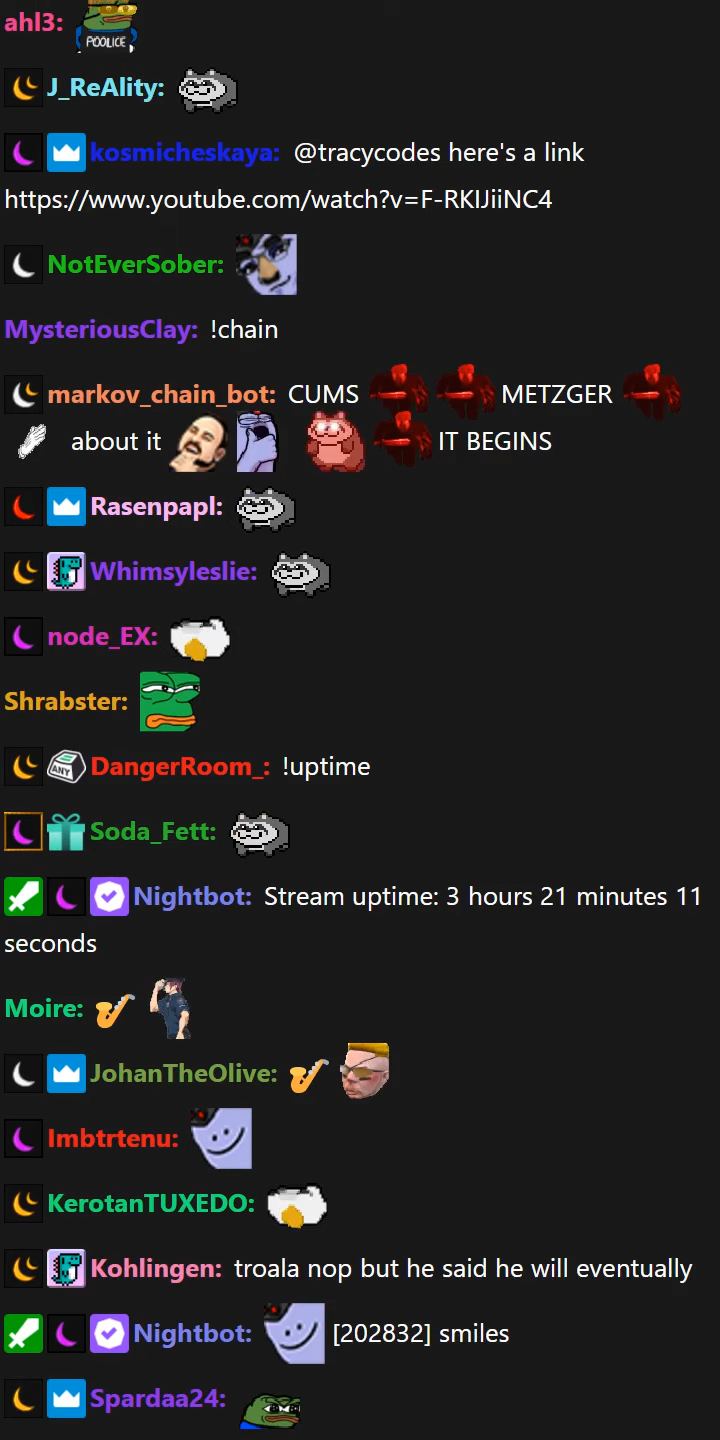 ahl3: POOLICE
J_ReAlity:
kosmicheskaya: @tracycodes here's a link
https://www.youtube.com/watch?v=F-RKIJiiNC4
NotEverSober:
MysteriousClay: !chain
markov_chain_bot: CUMS METZGER
about it IT BEGINS
Rasenpapl:
Whimsyleslie:
node_EX:
Shrabster:
ANY DangerRoom_: !uptime
Soda_Fett:
Nightbot: Stream uptime: 3 hours 21 minutes 11
seconds
Moire:
JohanTheOlive:
Imbtrtenu:
KerotanTUXEDO:
Kohlingen: troala nop but he said he will eventually
Nightbot: [202832] smiles
Spardaa24: